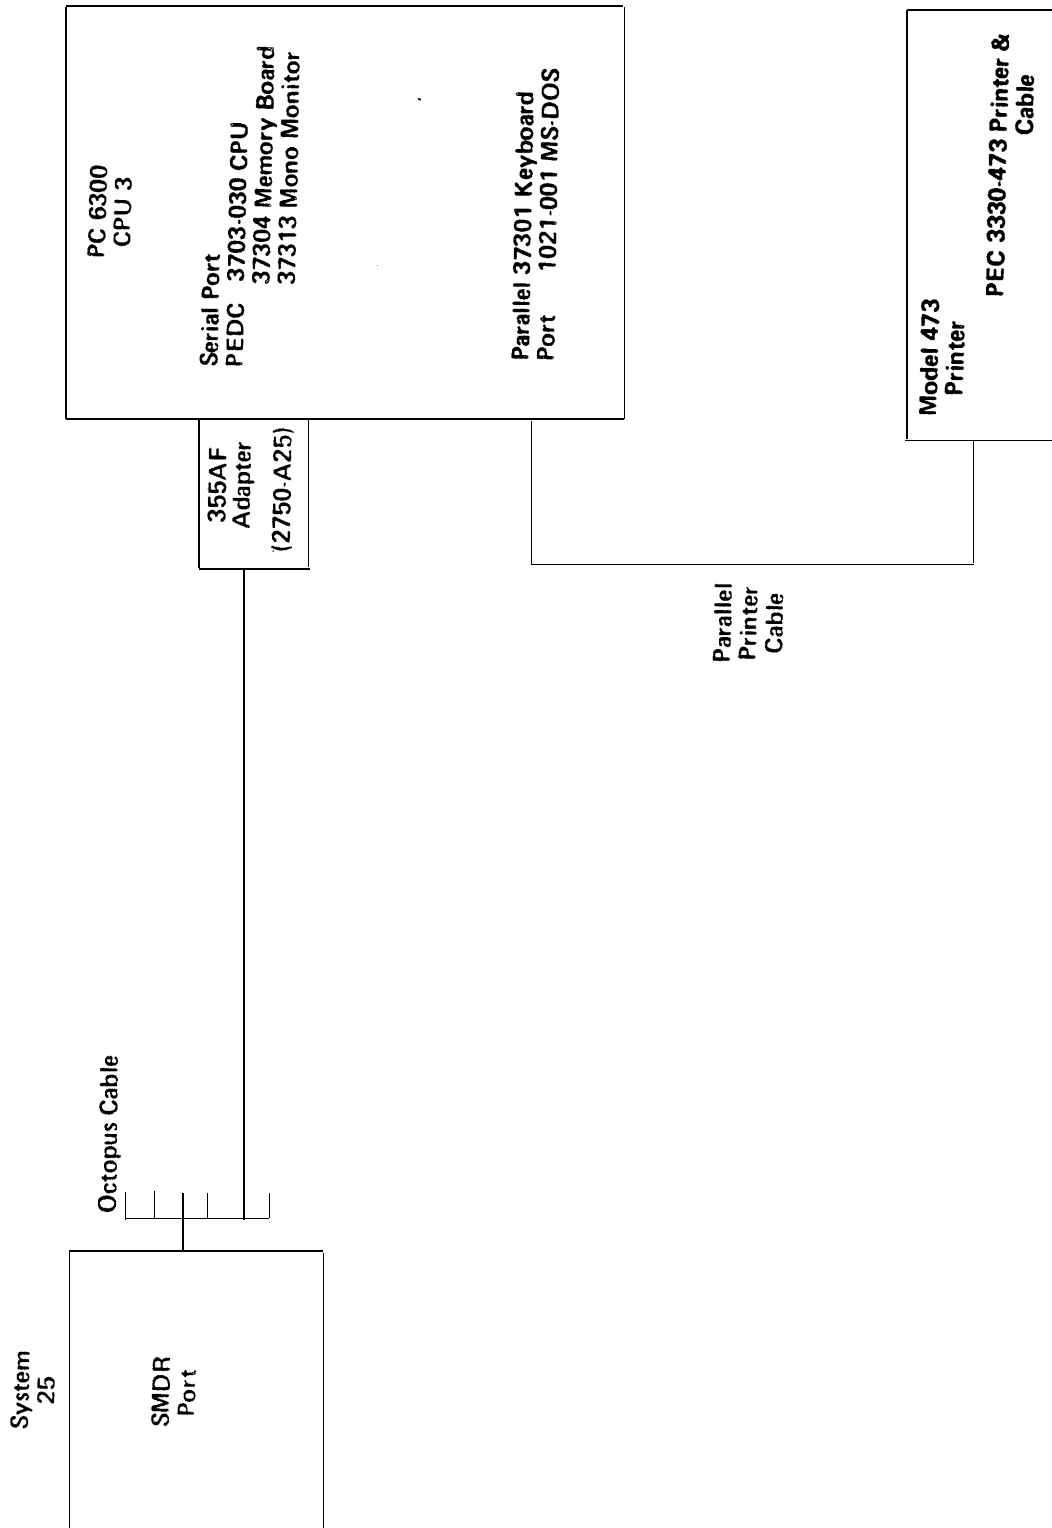 System
25
SMDR
Port
Octopus Cable
355AF
Adapter
(2750-A25)
PC 6300
CPU 3
Serial Port
PEDC 3703-030 CPU
37304 Memory Board
37313 Mono Monitor
Parallel 37301 Keyboard
Port 1021-001 MS-DOS
Parallel
Printer
Cable
Model 473
Printer
PEC 3330-473 Printer &
Cable